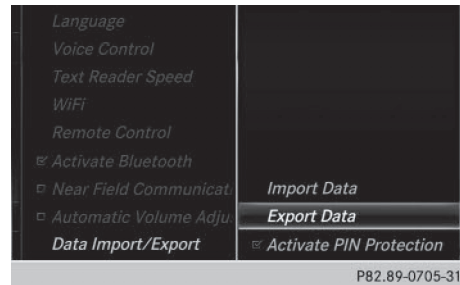 Language
Voice Control
Text Reader Speed
WiFi
Remote Control
Activate Bluetooth
Near Field Communicati
Automatic Volume Adju
Data Import/Export
Import Data
Export Data
Activate PIN Protection
P82.89-0705-31